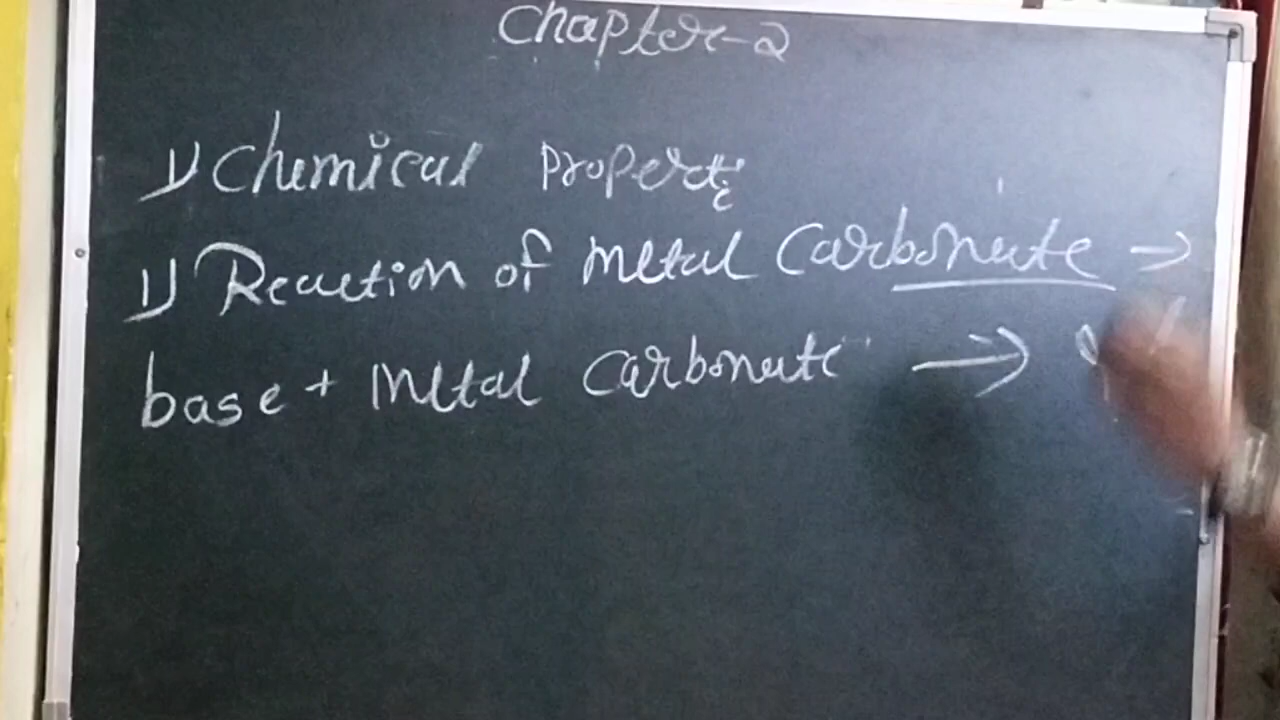 Chapter-2
1) Chemical Properti
1) Reaction of metal Carbonate →
base + Metal Carbonate →